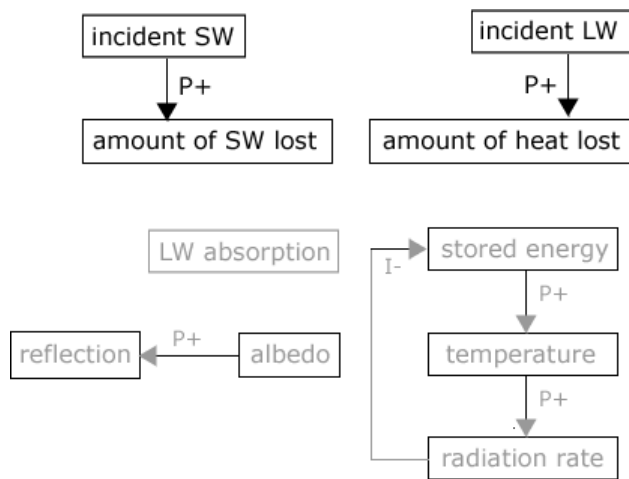 incident SW
incident LW
P+
P+
amount of SW lost
amount of heat lost
LW absorption
stored energy
I-
P+
reflection
P+
albedo
temperature
P+
radiation rate